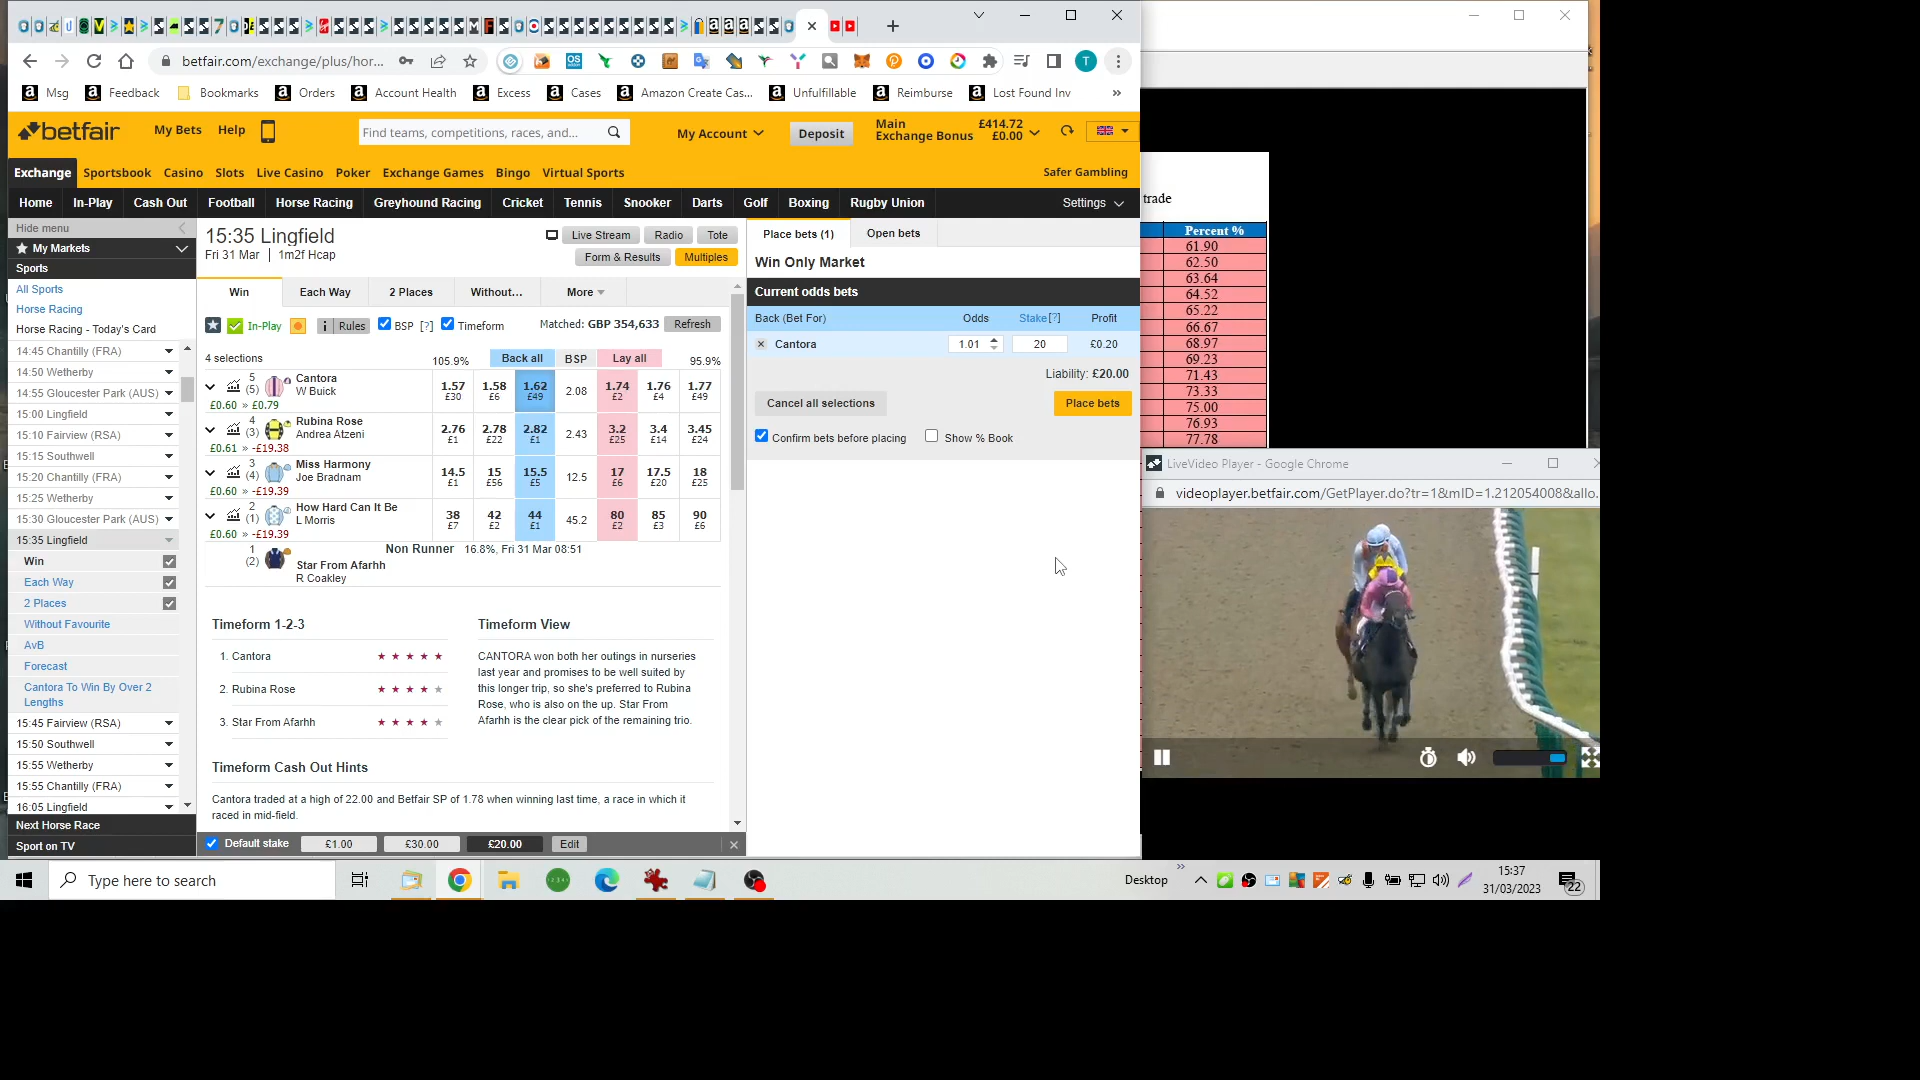 betfair.com/exchange/plus/hor...
Msg
Feedback
Bookmarks
Orders
Account Health
Excess
Cases
Amazon Create Cas...
Unfulfillable
Reimburse
Lost Found Inv
»
betfair
My Bets
Help
Find teams, competitions, races, and...
My Account
Deposit
Main £414.72
Exchange Bonus £0.00
Exchange
Sportsbook
Casino
Slots
Live Casino
Poker
Exchange Games
Bingo
Virtual Sports
Safer Gambling
Home
In-Play
Cash Out
Football
Horse Racing
Greyhound Racing
Cricket
Tennis
Snooker
Darts
Golf
Boxing
Rugby Union
Settings
Hide menu
My Markets
Sports
All Sports
Horse Racing
Horse Racing - Today's Card
14:45 Chantilly (FRA)
14:50 Wetherby
14:55 Gloucester Park (AUS)
15:00 Lingfield
15:10 Fairview (RSA)
15:15 Southwell
15:20 Chantilly (FRA)
15:25 Wetherby
15:30 Gloucester Park (AUS)
15:35 Lingfield
Win
Each Way
2 Places
Without Favourite
AvB
Forecast
Cantora To Win By Over 2
Lengths
15:45 Fairview (RSA)
15:50 Southwell
15:55 Wetherby
15:55 Chantilly (FRA)
16:05 Lingfield
Next Horse Race
Sport on TV
15:35 Lingfield
Fri 31 Mar | 1m2f Hcap
Live Stream
Radio
Tote
Form & Results
Multiples
Win
Each Way
2 Places
Without...
More
In-Play
i Rules
BSP [?]
Timeform
Matched: GBP 354,633
Refresh
4 selections
105.9%
Back all
BSP
Lay all
95.9%
5 Cantora 1.57 1.58 1.62 2.08 1.74 1.76 1.77
(5) W Buick £30 £6 £49 £2 £4 £49
£0.60 » £0.79
4 Rubina Rose 2.76 2.78 2.82 2.43 3.2 3.4 3.45
(3) Andrea Atzeni £1 £22 £1 £25 £14 £24
£0.61 » -£19.38
3 Miss Harmony 14.5 15 15.5 12.5 17 17.5 18
(4) Joe Bradnam £1 £56 £5 £6 £20 £25
£0.60 » -£19.39
2 How Hard Can It Be 38 42 44 45.2 80 85 90
(1) L Morris £7 £2 £1 £2 £3 £6
£0.60 » -£19.39
1 Non Runner 16.8%, Fri 31 Mar 08:51
(2) Star From Afarhh
R Coakley
Timeform 1-2-3
1. Cantora
2. Rubina Rose
3. Star From Afarhh
Timeform View
CANTORA won both her outings in nurseries
last year and promises to be well suited by
this longer trip, so she's preferred to Rubina
Rose, who is also on the up. Star From
Afarhh is the clear pick of the remaining trio.
Timeform Cash Out Hints
Cantora traded at a high of 22.00 and Betfair SP of 1.78 when winning last time, a race in which it
raced in mid-field.
Default stake
£1.00
£30.00
£20.00
Edit
Place bets (1)
Open bets
Win Only Market
Current odds bets
Back (Bet For) Odds Stake[?] Profit
Cantora 1.01 20 £0.20
Liability: £20.00
Cancel all selections
Place bets
Confirm bets before placing
Show % Book
trade
Percent %
61.90
62.50
63.64
64.52
65.22
66.67
68.97
69.23
71.43
73.33
75.00
76.93
77.78
LiveVideo Player - Google Chrome
videoplayer.betfair.com/GetPlayer.do?tr=1&mID=1.212054008&allo...
Type here to search
Desktop
»
15:37
31/03/2023
22